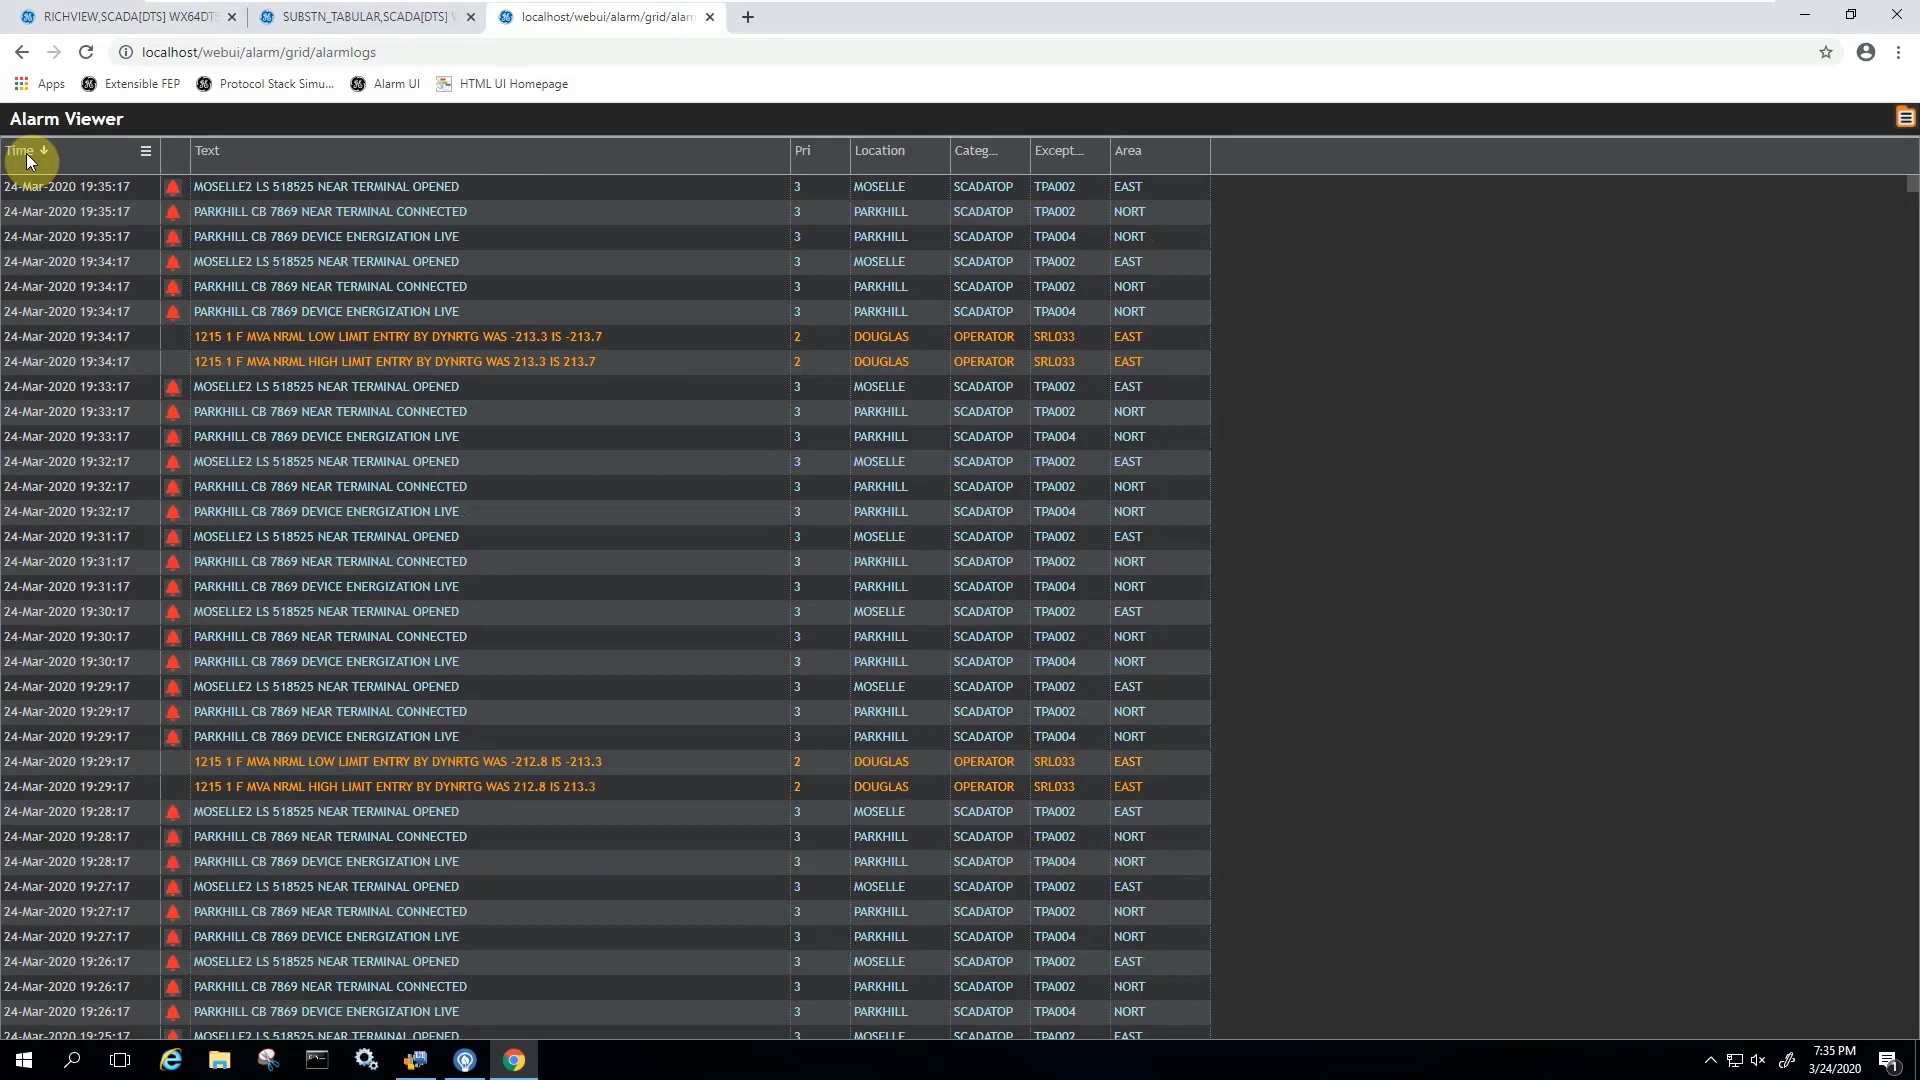 RICHVIEW,SCADA[DTS] WX64DTS
SUBSTN_TABULAR,SCADA[DTS]
localhost/webui/alarm/grid/alarm
localhost/webui/alarm/grid/alarmlogs
Apps Extensible FEP Protocol Stack Simu... Alarm UI HTML UI Homepage
Alarm Viewer
Time Text Pri Location Categ... Except... Area
24-Mar-2020 19:35:17 MOSELLE2 LS 518525 NEAR TERMINAL OPENED 3 MOSELLE SCADATOP TPA002 EAST
24-Mar-2020 19:35:17 PARKHILL CB 7869 NEAR TERMINAL CONNECTED 3 PARKHILL SCADATOP TPA002 NORT
24-Mar-2020 19:35:17 PARKHILL CB 7869 DEVICE ENERGIZATION LIVE 3 PARKHILL SCADATOP TPA004 NORT
24-Mar-2020 19:34:17 MOSELLE2 LS 518525 NEAR TERMINAL OPENED 3 MOSELLE SCADATOP TPA002 EAST
24-Mar-2020 19:34:17 PARKHILL CB 7869 NEAR TERMINAL CONNECTED 3 PARKHILL SCADATOP TPA002 NORT
24-Mar-2020 19:34:17 PARKHILL CB 7869 DEVICE ENERGIZATION LIVE 3 PARKHILL SCADATOP TPA004 NORT
24-Mar-2020 19:34:17 1215 1 F MVA NRML LOW LIMIT ENTRY BY DYNRTG WAS -213.3 IS -213.7 2 DOUGLAS OPERATOR SRL033 EAST
24-Mar-2020 19:34:17 1215 1 F MVA NRML HIGH LIMIT ENTRY BY DYNRTG WAS 213.3 IS 213.7 2 DOUGLAS OPERATOR SRL033 EAST
24-Mar-2020 19:33:17 MOSELLE2 LS 518525 NEAR TERMINAL OPENED 3 MOSELLE SCADATOP TPA002 EAST
24-Mar-2020 19:33:17 PARKHILL CB 7869 NEAR TERMINAL CONNECTED 3 PARKHILL SCADATOP TPA002 NORT
24-Mar-2020 19:33:17 PARKHILL CB 7869 DEVICE ENERGIZATION LIVE 3 PARKHILL SCADATOP TPA004 NORT
24-Mar-2020 19:32:17 MOSELLE2 LS 518525 NEAR TERMINAL OPENED 3 MOSELLE SCADATOP TPA002 EAST
24-Mar-2020 19:32:17 PARKHILL CB 7869 NEAR TERMINAL CONNECTED 3 PARKHILL SCADATOP TPA002 NORT
24-Mar-2020 19:32:17 PARKHILL CB 7869 DEVICE ENERGIZATION LIVE 3 PARKHILL SCADATOP TPA004 NORT
24-Mar-2020 19:31:17 MOSELLE2 LS 518525 NEAR TERMINAL OPENED 3 MOSELLE SCADATOP TPA002 EAST
24-Mar-2020 19:31:17 PARKHILL CB 7869 NEAR TERMINAL CONNECTED 3 PARKHILL SCADATOP TPA002 NORT
24-Mar-2020 19:31:17 PARKHILL CB 7869 DEVICE ENERGIZATION LIVE 3 PARKHILL SCADATOP TPA004 NORT
24-Mar-2020 19:30:17 MOSELLE2 LS 518525 NEAR TERMINAL OPENED 3 MOSELLE SCADATOP TPA002 EAST
24-Mar-2020 19:30:17 PARKHILL CB 7869 NEAR TERMINAL CONNECTED 3 PARKHILL SCADATOP TPA002 NORT
24-Mar-2020 19:30:17 PARKHILL CB 7869 DEVICE ENERGIZATION LIVE 3 PARKHILL SCADATOP TPA004 NORT
24-Mar-2020 19:29:17 MOSELLE2 LS 518525 NEAR TERMINAL OPENED 3 MOSELLE SCADATOP TPA002 EAST
24-Mar-2020 19:29:17 PARKHILL CB 7869 NEAR TERMINAL CONNECTED 3 PARKHILL SCADATOP TPA002 NORT
24-Mar-2020 19:29:17 PARKHILL CB 7869 DEVICE ENERGIZATION LIVE 3 PARKHILL SCADATOP TPA004 NORT
24-Mar-2020 19:29:17 1215 1 F MVA NRML LOW LIMIT ENTRY BY DYNRTG WAS -212.8 IS -213.3 2 DOUGLAS OPERATOR SRL033 EAST
24-Mar-2020 19:29:17 1215 1 F MVA NRML HIGH LIMIT ENTRY BY DYNRTG WAS 212.8 IS 213.3 2 DOUGLAS OPERATOR SRL033 EAST
24-Mar-2020 19:28:17 MOSELLE2 LS 518525 NEAR TERMINAL OPENED 3 MOSELLE SCADATOP TPA002 EAST
24-Mar-2020 19:28:17 PARKHILL CB 7869 NEAR TERMINAL CONNECTED 3 PARKHILL SCADATOP TPA002 NORT
24-Mar-2020 19:28:17 PARKHILL CB 7869 DEVICE ENERGIZATION LIVE 3 PARKHILL SCADATOP TPA004 NORT
24-Mar-2020 19:27:17 MOSELLE2 LS 518525 NEAR TERMINAL OPENED 3 MOSELLE SCADATOP TPA002 EAST
24-Mar-2020 19:27:17 PARKHILL CB 7869 NEAR TERMINAL CONNECTED 3 PARKHILL SCADATOP TPA002 NORT
24-Mar-2020 19:27:17 PARKHILL CB 7869 DEVICE ENERGIZATION LIVE 3 PARKHILL SCADATOP TPA004 NORT
24-Mar-2020 19:26:17 MOSELLE2 LS 518525 NEAR TERMINAL OPENED 3 MOSELLE SCADATOP TPA002 EAST
24-Mar-2020 19:26:17 PARKHILL CB 7869 NEAR TERMINAL CONNECTED 3 PARKHILL SCADATOP TPA002 NORT
24-Mar-2020 19:26:17 PARKHILL CB 7869 DEVICE ENERGIZATION LIVE 3 PARKHILL SCADATOP TPA004 NORT
24-Mar-2020 19:25:17 MOSELLE2 LS 518525 NEAR TERMINAL OPENED 3 MOSELLE SCADATOP TPA002 EAST
7:35 PM
3/24/2020
1